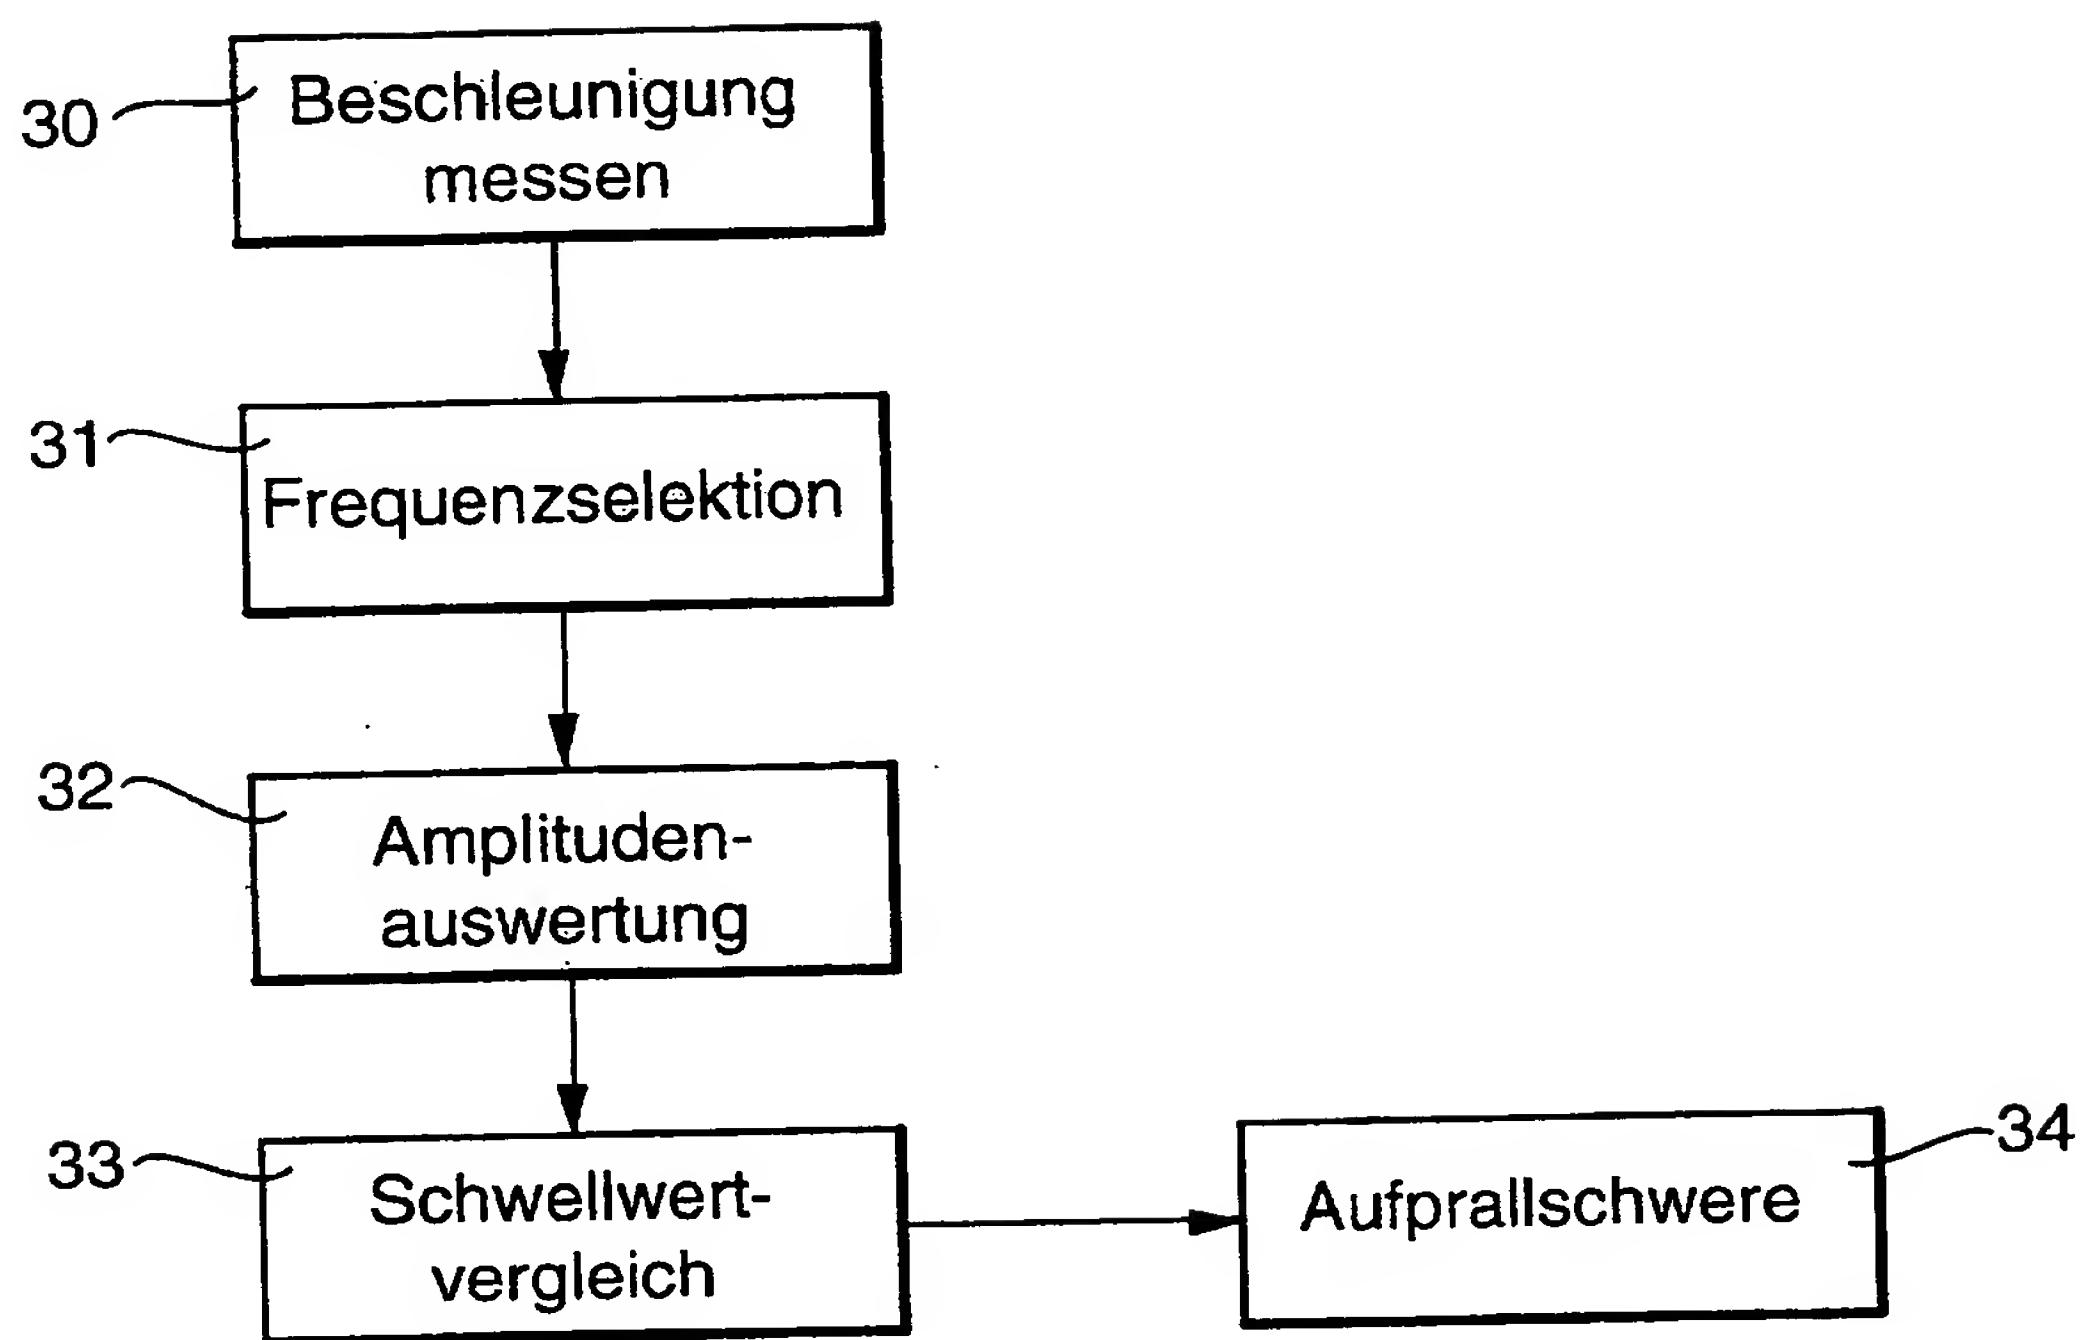 30
Beschleunigung
messen
31
Frequenzselektion
32
Amplituden-
auswertung
33
Schwellwert-
vergleich
34
Aufprallschwere